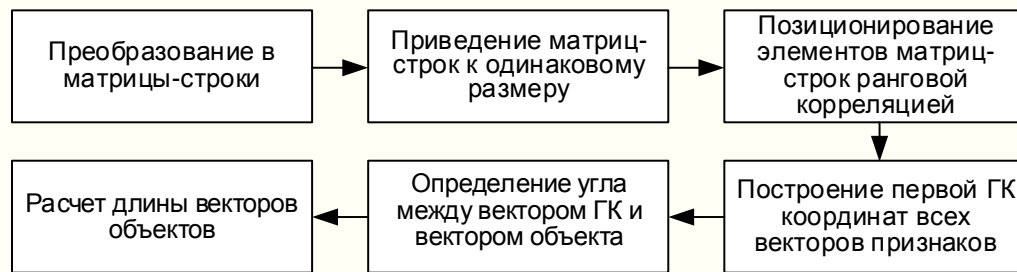 Преобразование в
матрицы-строки
Приведение матриц-
строк к одинаковому
размеру
Позиционирование
элементов матриц-
строк ранговой
корреляцией
Построение первой ГК
координат всех
векторов признаков
Определение угла
между вектором ГК и
вектором объекта
Расчет длины векторов
объектов